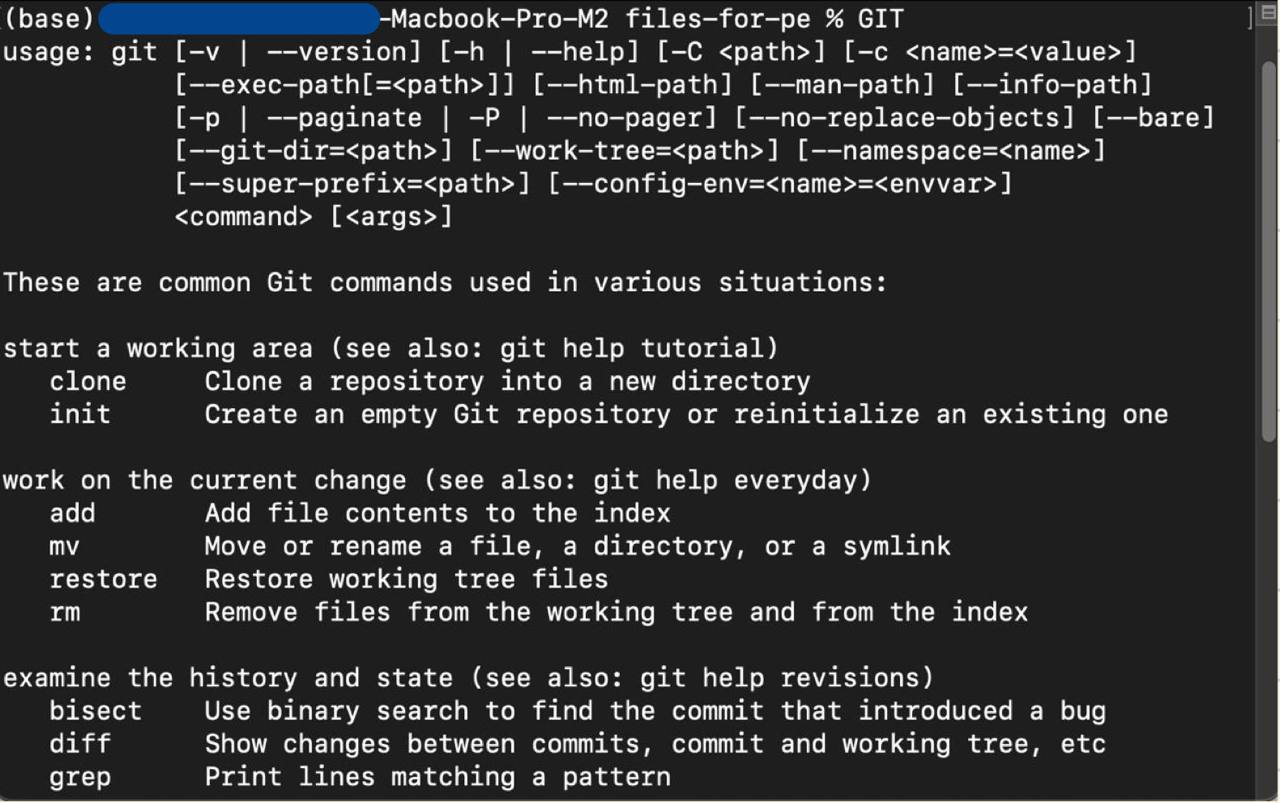 (base) -Macbook-Pro-M2 files-for-pe % GIT ]
usage: git [-v | --version] [-h | --help] [-C <path>] [-c <name>=<value>]
           [--exec-path[=<path>]] [--html-path] [--man-path] [--info-path]
           [-p | --paginate | -P | --no-pager] [--no-replace-objects] [--bare]
           [--git-dir=<path>] [--work-tree=<path>] [--namespace=<name>]
           [--super-prefix=<path>] [--config-env=<name>=<envvar>]
           <command> [<args>]

These are common Git commands used in various situations:

start a working area (see also: git help tutorial)
   clone     Clone a repository into a new directory
   init      Create an empty Git repository or reinitialize an existing one

work on the current change (see also: git help everyday)
   add       Add file contents to the index
   mv        Move or rename a file, a directory, or a symlink
   restore   Restore working tree files
   rm        Remove files from the working tree and from the index

examine the history and state (see also: git help revisions)
   bisect    Use binary search to find the commit that introduced a bug
   diff      Show changes between commits, commit and working tree, etc
   grep      Print lines matching a pattern